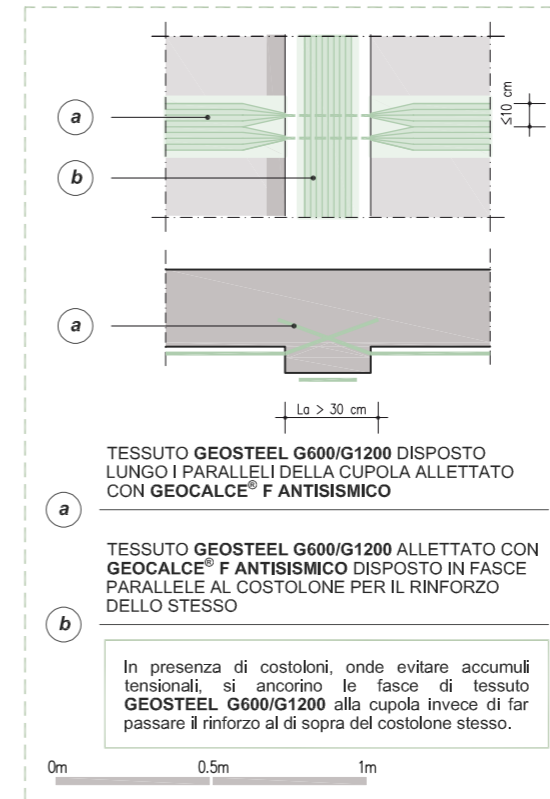 a
≤10 cm
b
a
La > 30 cm
TESSUTO GEOSTEEL G600/G1200 DISPOSTO
LUNGO I PARALLELI DELLA CUPOLA ALLETTATO
CON GEOCALCE® F ANTISISMICO
a
TESSUTO GEOSTEEL G600/G1200 ALLETTATO CON
GEOCALCE® F ANTISISMICO DISPOSTO IN FASCE
PARALLELE AL COSTOLONE PER IL RINFORZO
DELLO STESSO
b
In presenza di costoloni, onde evitare accumuli
tensionali, si ancorino le fasce di tessuto
GEOSTEEL G600/G1200 alla cupola invece di far
passare il rinforzo al di sopra del costolone stesso.
0m 0.5m 1m